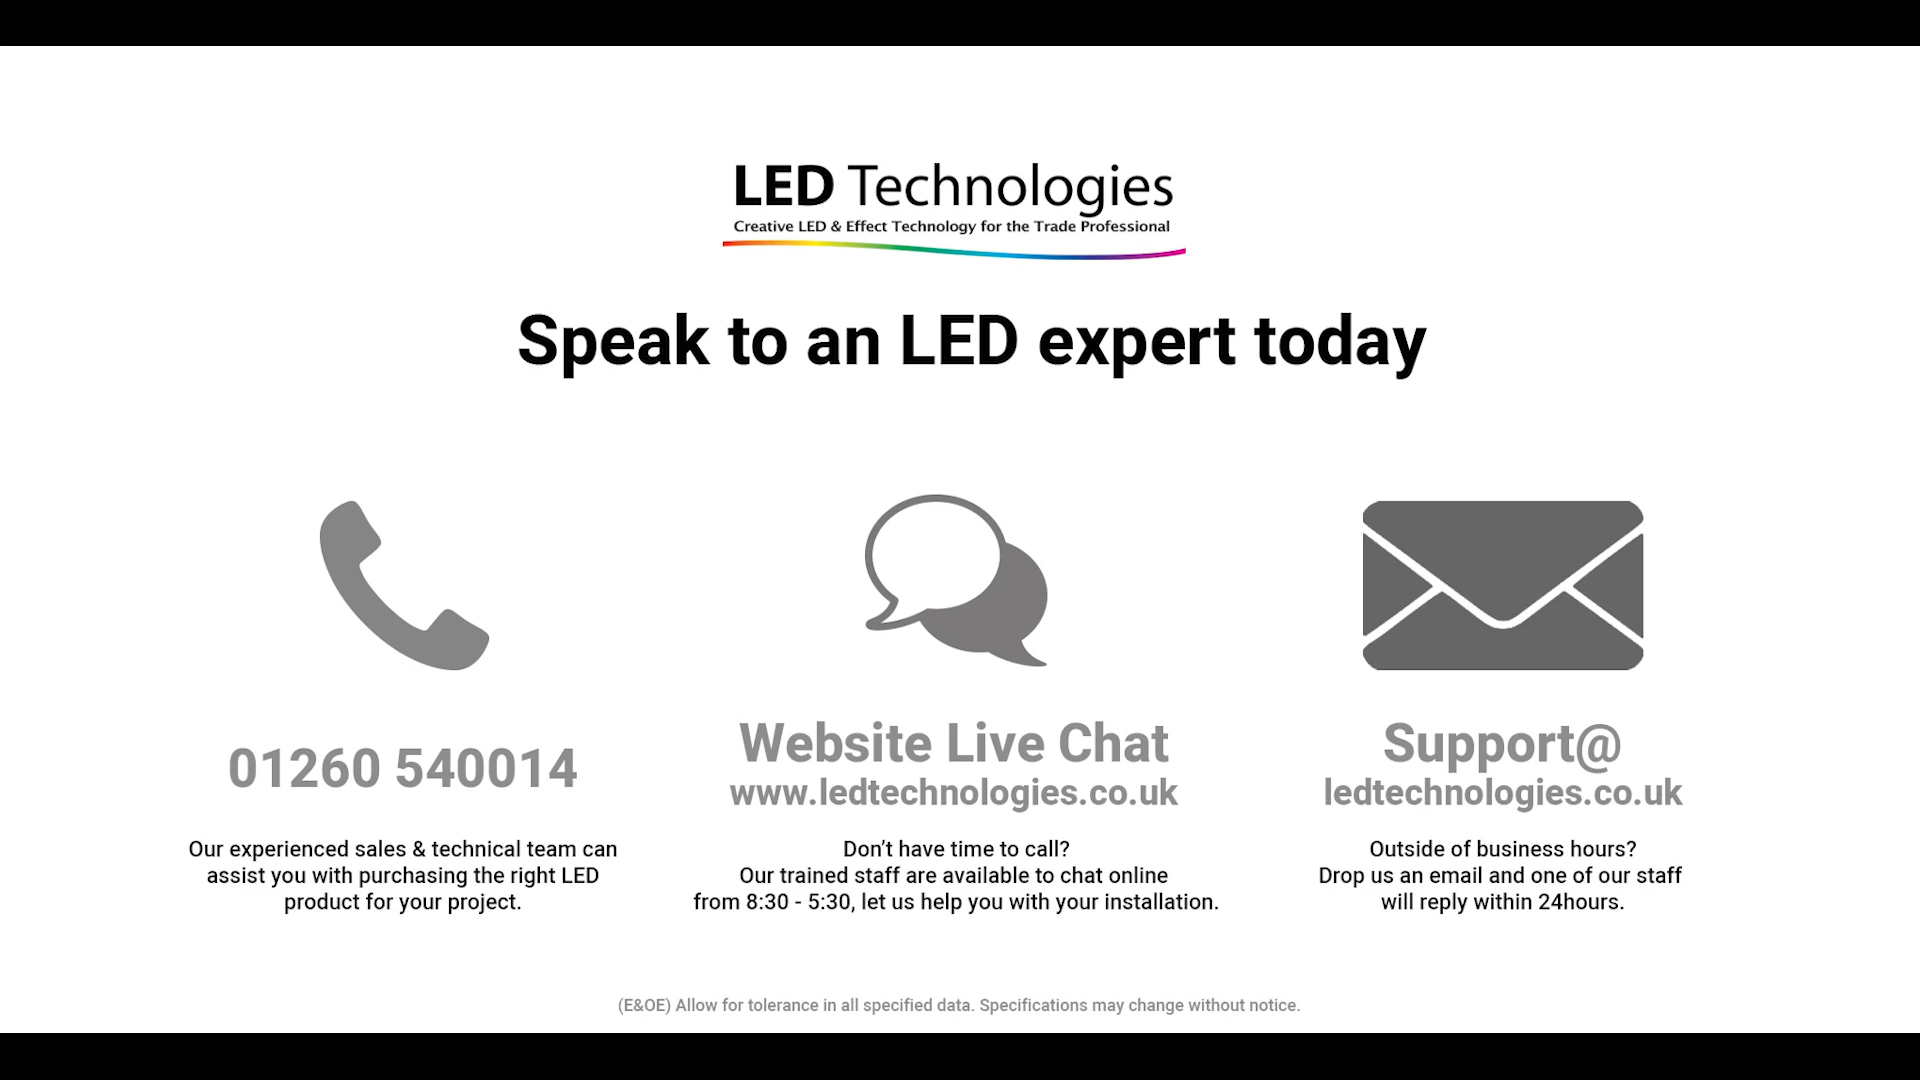 LED Technologies
Creative LED & Effect Technology for the Trade Professional
Speak to an LED expert today
01260 540014
Our experienced sales & technical team can
assist you with purchasing the right LED
product for your project.
Website Live Chat
www.ledtechnologies.co.uk
Don't have time to call?
Our trained staff are available to chat online
from 8:30 - 5:30, let us help you with your installation.
Support@
ledtechnologies.co.uk
Outside of business hours?
Drop us an email and one of our staff
will reply within 24hours.
(E&OE) Allow for tolerance in all specified data. Specifications may change without notice.